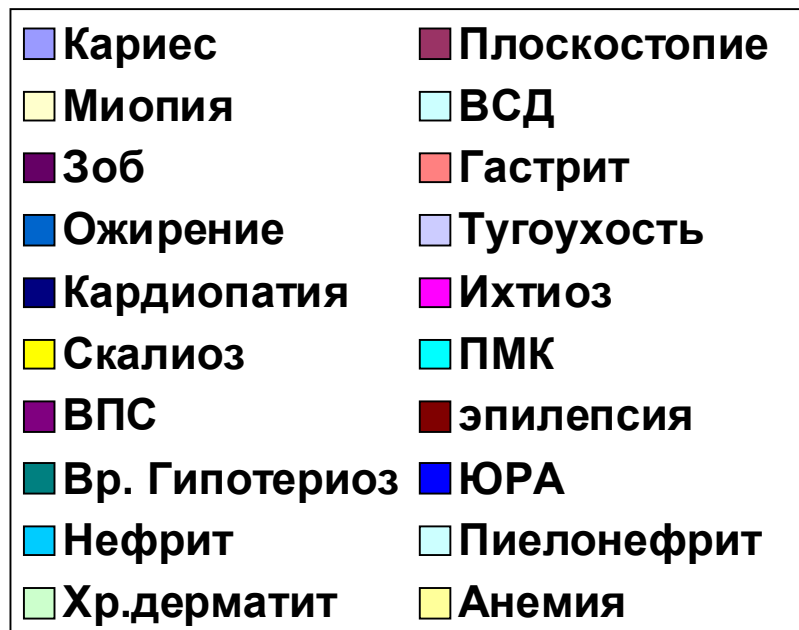 Кариес Плоскостопие
Миопия ВСД
Зоб Гастрит
Ожирение Тугоухость
Кардиопатия Ихтиоз
Скалиоз ПМК
ВПС эпилепсия
Вр. Гипотериоз ЮРА
Нефрит Пиелонефрит
Хр.дерматит Анемия